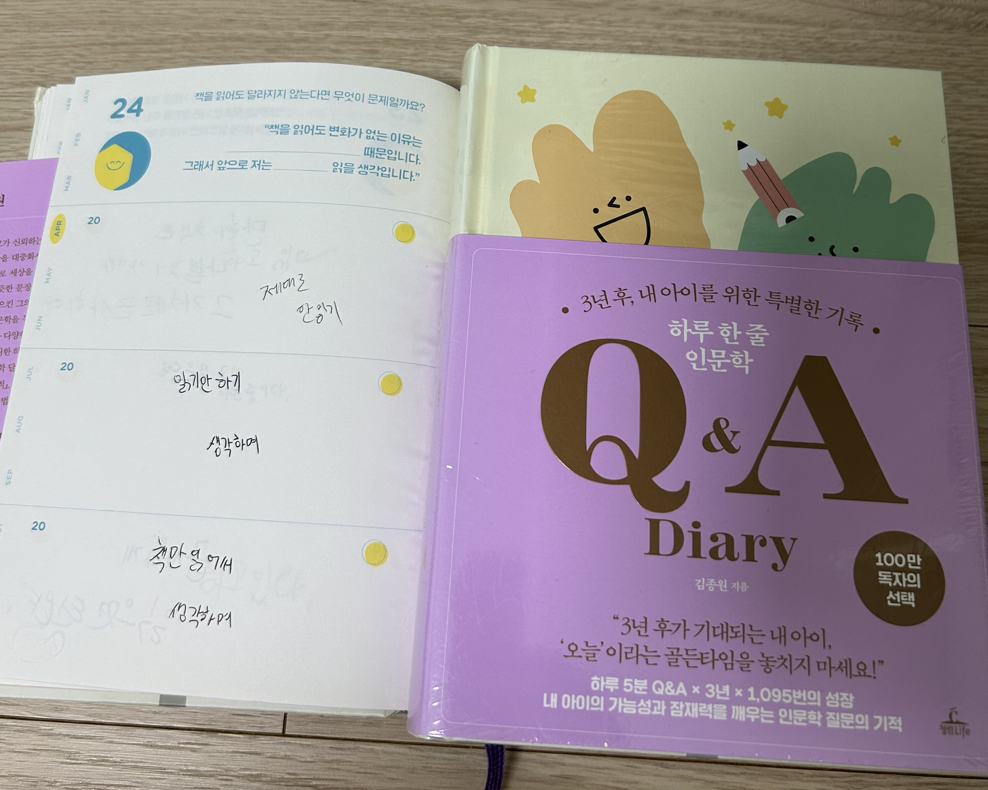 24
책을 읽어도 달라지지 않는다면 무엇이 문제일까요?
"책을 읽어도 변화가 없는 이유는
때문입니다.
그래서 앞으로 저는 읽을 생각입니다."
JAN
FEB
MAR
APR
MAY
JUN
JUL
AUG
SEP
20
제대로
안 읽기
20
읽기만 하기
생각하며
20
책만 읽어서
생각하며
3년 후, 내 아이를 위한 특별한 기록
하루 한 줄
인문학
Q & A
Diary
김종원 지음
100만
독자의
선택
"3년 후가 기대되는 내 아이,
'오늘'이라는 골든타임을 놓치지 마세요!"
하루 5분 Q&A × 3년 × 1,095번의 성장
내 아이의 가능성과 잠재력을 깨우는 인문학 질문의 기적